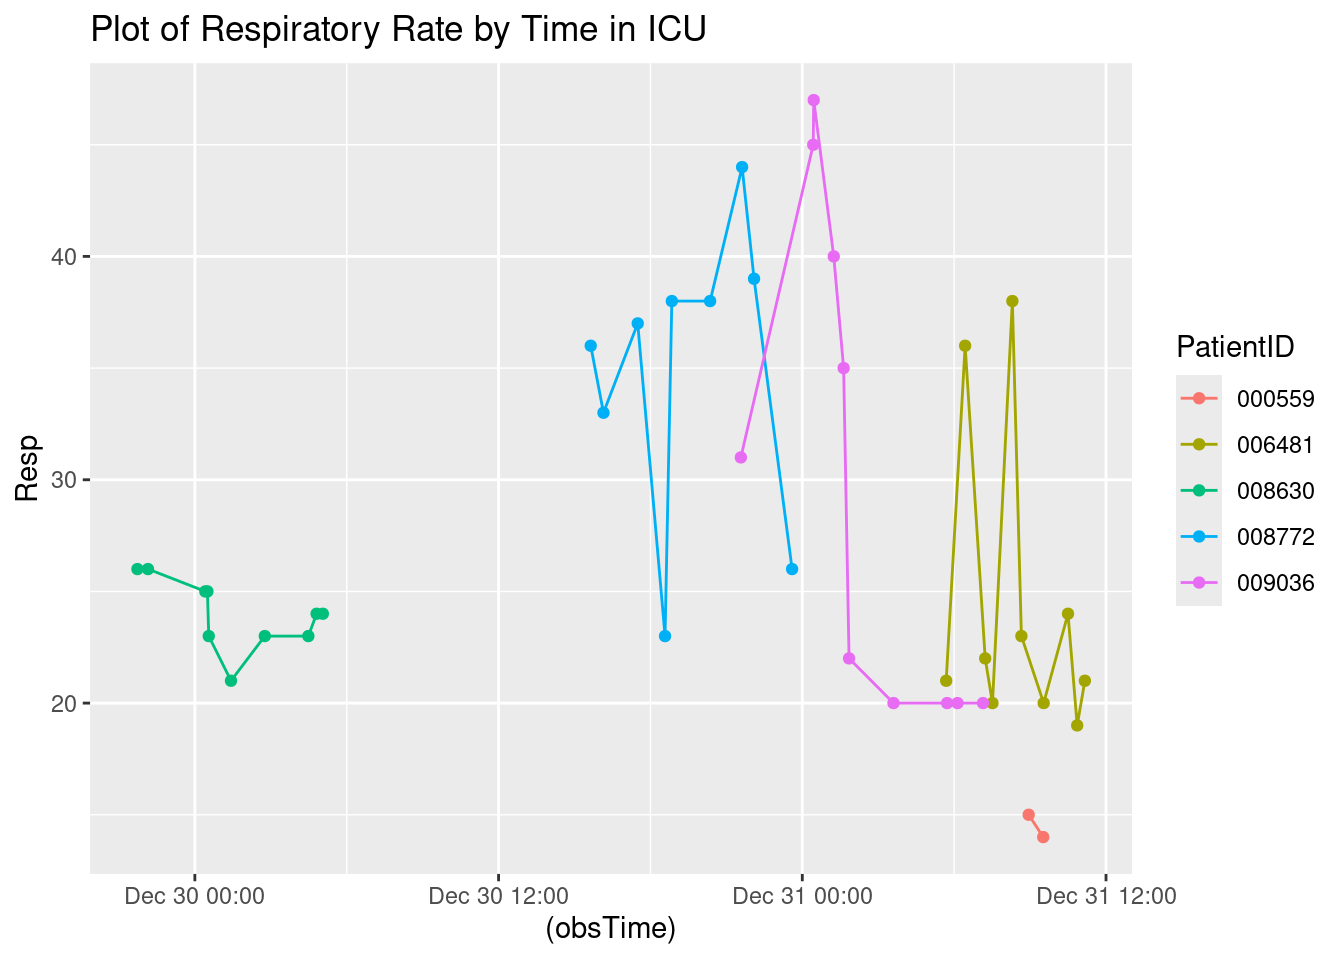 Plot of Respiratory Rate by Time in ICU
Resp
40
30
20
Dec 30 00:00
Dec 30 12:00
Dec 31 00:00
Dec 31 12:00
(obsTime)
PatientID
000559
006481
008630
008772
009036